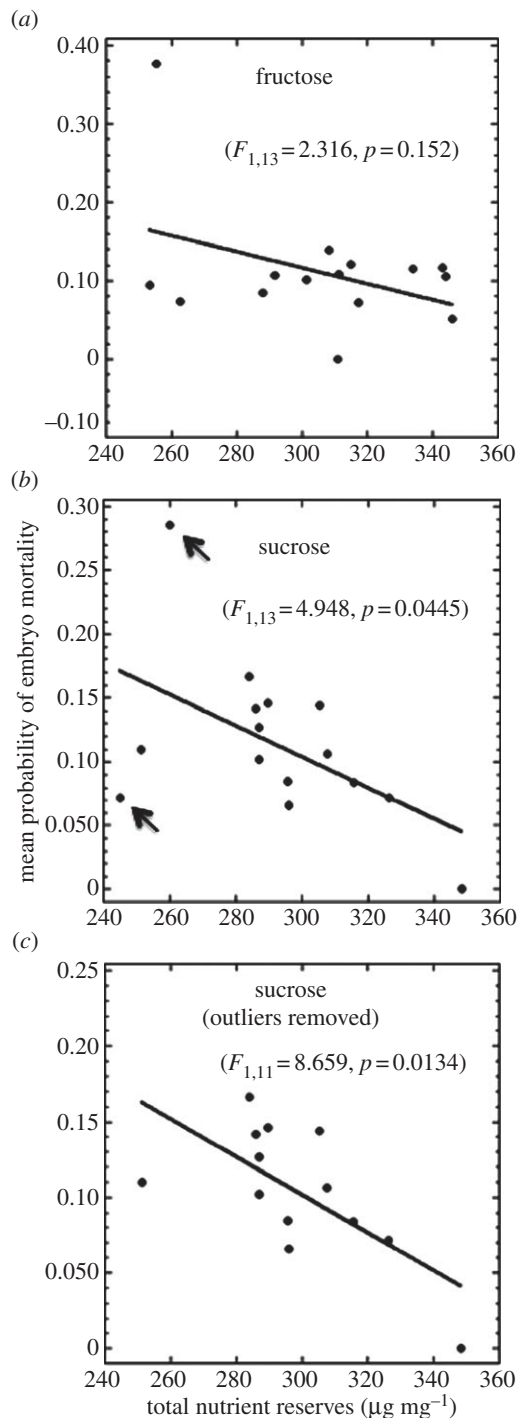 (a)
0.40
0.30
0.20
0.10
0
–0.10
fructose
(F1,13 = 2.316, p = 0.152)
240 260 280 300 320 340 360
(b)
mean probability of embryo mortality
0.30
0.25
0.20
0.15
0.10
0.050
0
sucrose
(F1,13 = 4.948, p = 0.0445)
240 260 280 300 320 340 360
(c)
0.25
0.20
0.15
0.10
0.050
0
sucrose
(outliers removed)
(F1,11 = 8.659, p = 0.0134)
240 260 280 300 320 340 360
total nutrient reserves (μg mg–1)